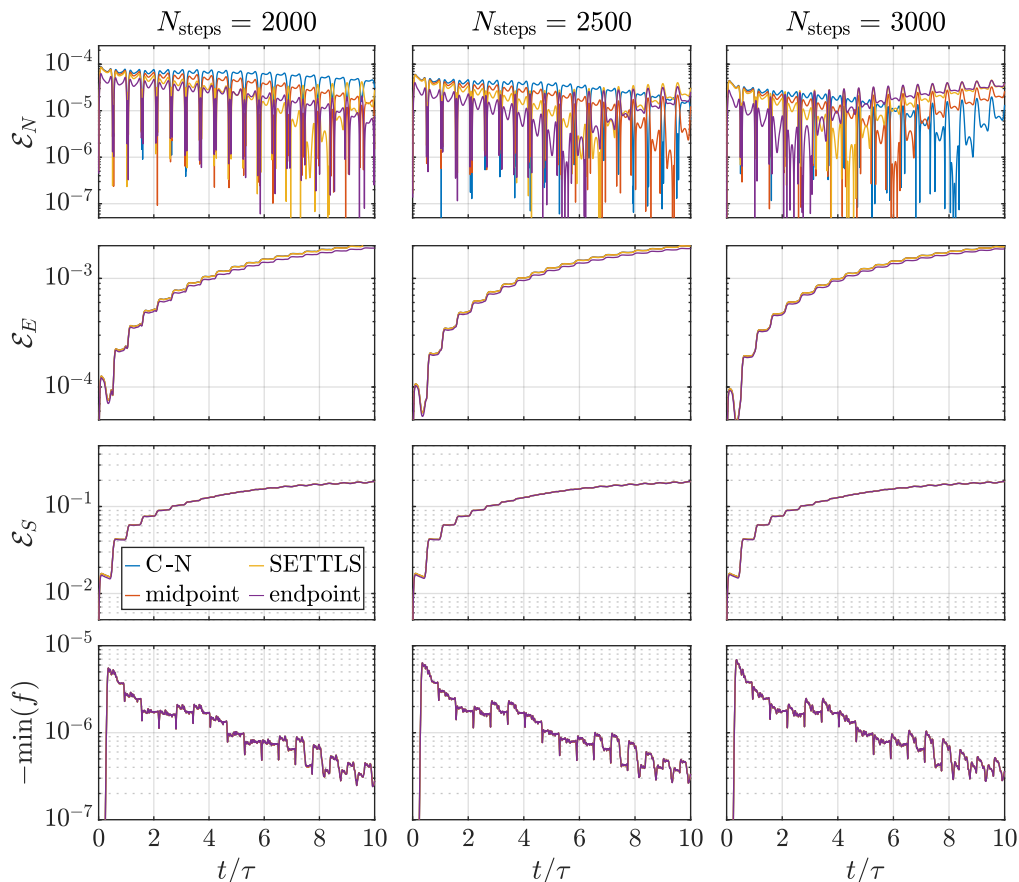 N_steps = 2000 N_steps = 2500 N_steps = 3000
10^-4
10^-5
10^-6
10^-7
ℰ_N
10^-3
10^-4
ℰ_E
10^-1
10^-2
ℰ_S
C-N SETTLS
midpoint endpoint
10^-5
10^-6
10^-7
−min(f)
0 2 4 6 8 10 0 2 4 6 8 10 0 2 4 6 8 10
t/τ t/τ t/τ